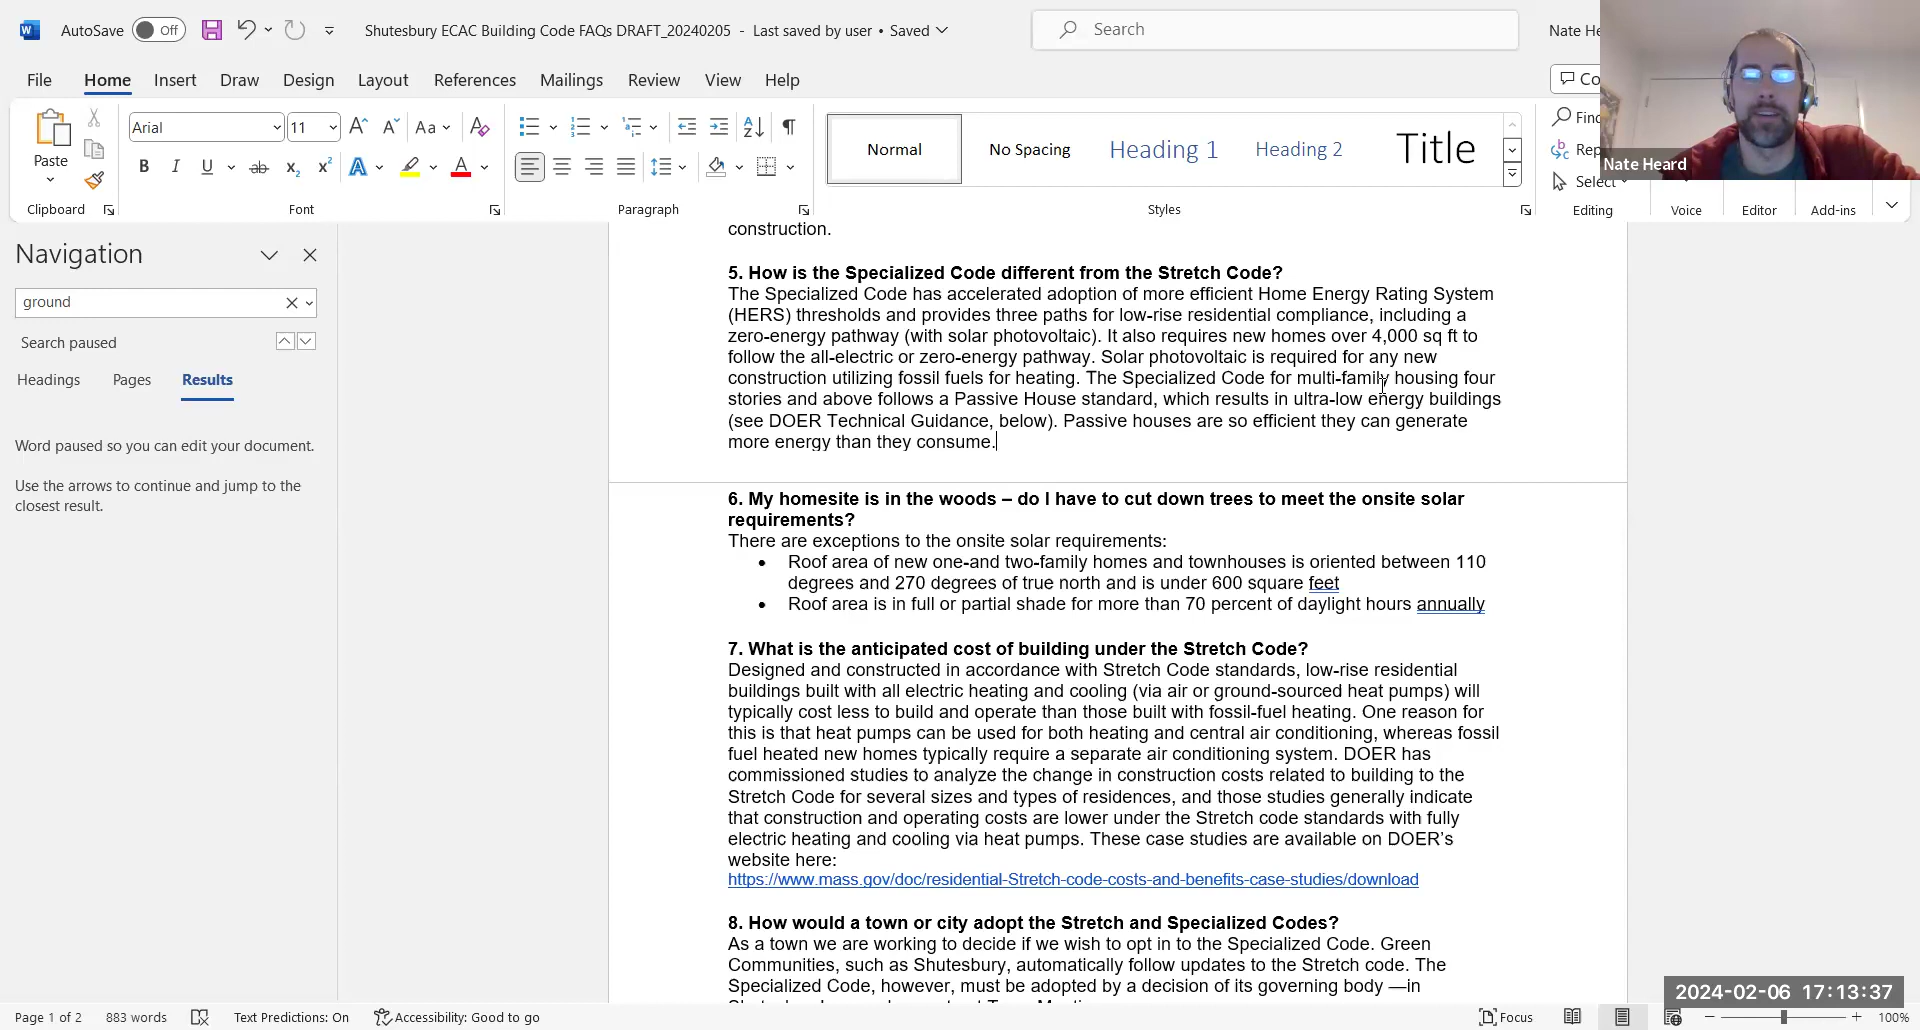 AutoSave Off Shutesbury ECAC Building Code FAQs DRAFT_20240205 - Last saved by user • Saved Search Nate He
File Home Insert Draw Design Layout References Mailings Review View Help Co
Paste Arial 11 Aa Normal No Spacing Heading 1 Heading 2 Title Find
Rep
Select
Nate Heard
Clipboard Font Paragraph Styles Editing Voice Editor Add-ins
Navigation
ground
Search paused
Headings Pages Results
Word paused so you can edit your document.
Use the arrows to continue and jump to the
closest result.
construction.
5. How is the Specialized Code different from the Stretch Code?
The Specialized Code has accelerated adoption of more efficient Home Energy Rating System
(HERS) thresholds and provides three paths for low-rise residential compliance, including a
zero-energy pathway (with solar photovoltaic). It also requires new homes over 4,000 sq ft to
follow the all-electric or zero-energy pathway. Solar photovoltaic is required for any new
construction utilizing fossil fuels for heating. The Specialized Code for multi-family housing four
stories and above follows a Passive House standard, which results in ultra-low energy buildings
(see DOER Technical Guidance, below). Passive houses are so efficient they can generate
more energy than they consume.
6. My homesite is in the woods – do I have to cut down trees to meet the onsite solar
requirements?
There are exceptions to the onsite solar requirements:
• Roof area of new one-and two-family homes and townhouses is oriented between 110
degrees and 270 degrees of true north and is under 600 square feet
• Roof area is in full or partial shade for more than 70 percent of daylight hours annually
7. What is the anticipated cost of building under the Stretch Code?
Designed and constructed in accordance with Stretch Code standards, low-rise residential
buildings built with all electric heating and cooling (via air or ground-sourced heat pumps) will
typically cost less to build and operate than those built with fossil-fuel heating. One reason for
this is that heat pumps can be used for both heating and central air conditioning, whereas fossil
fuel heated new homes typically require a separate air conditioning system. DOER has
commissioned studies to analyze the change in construction costs related to building to the
Stretch Code for several sizes and types of residences, and those studies generally indicate
that construction and operating costs are lower under the Stretch code standards with fully
electric heating and cooling via heat pumps. These case studies are available on DOER's
website here:
https://www.mass.gov/doc/residential-Stretch-code-costs-and-benefits-case-studies/download
8. How would a town or city adopt the Stretch and Specialized Codes?
As a town we are working to decide if we wish to opt in to the Specialized Code. Green
Communities, such as Shutesbury, automatically follow updates to the Stretch code. The
Specialized Code, however, must be adopted by a decision of its governing body —in
2024-02-06 17:13:37
Page 1 of 2 883 words Text Predictions: On Accessibility: Good to go Focus 100%